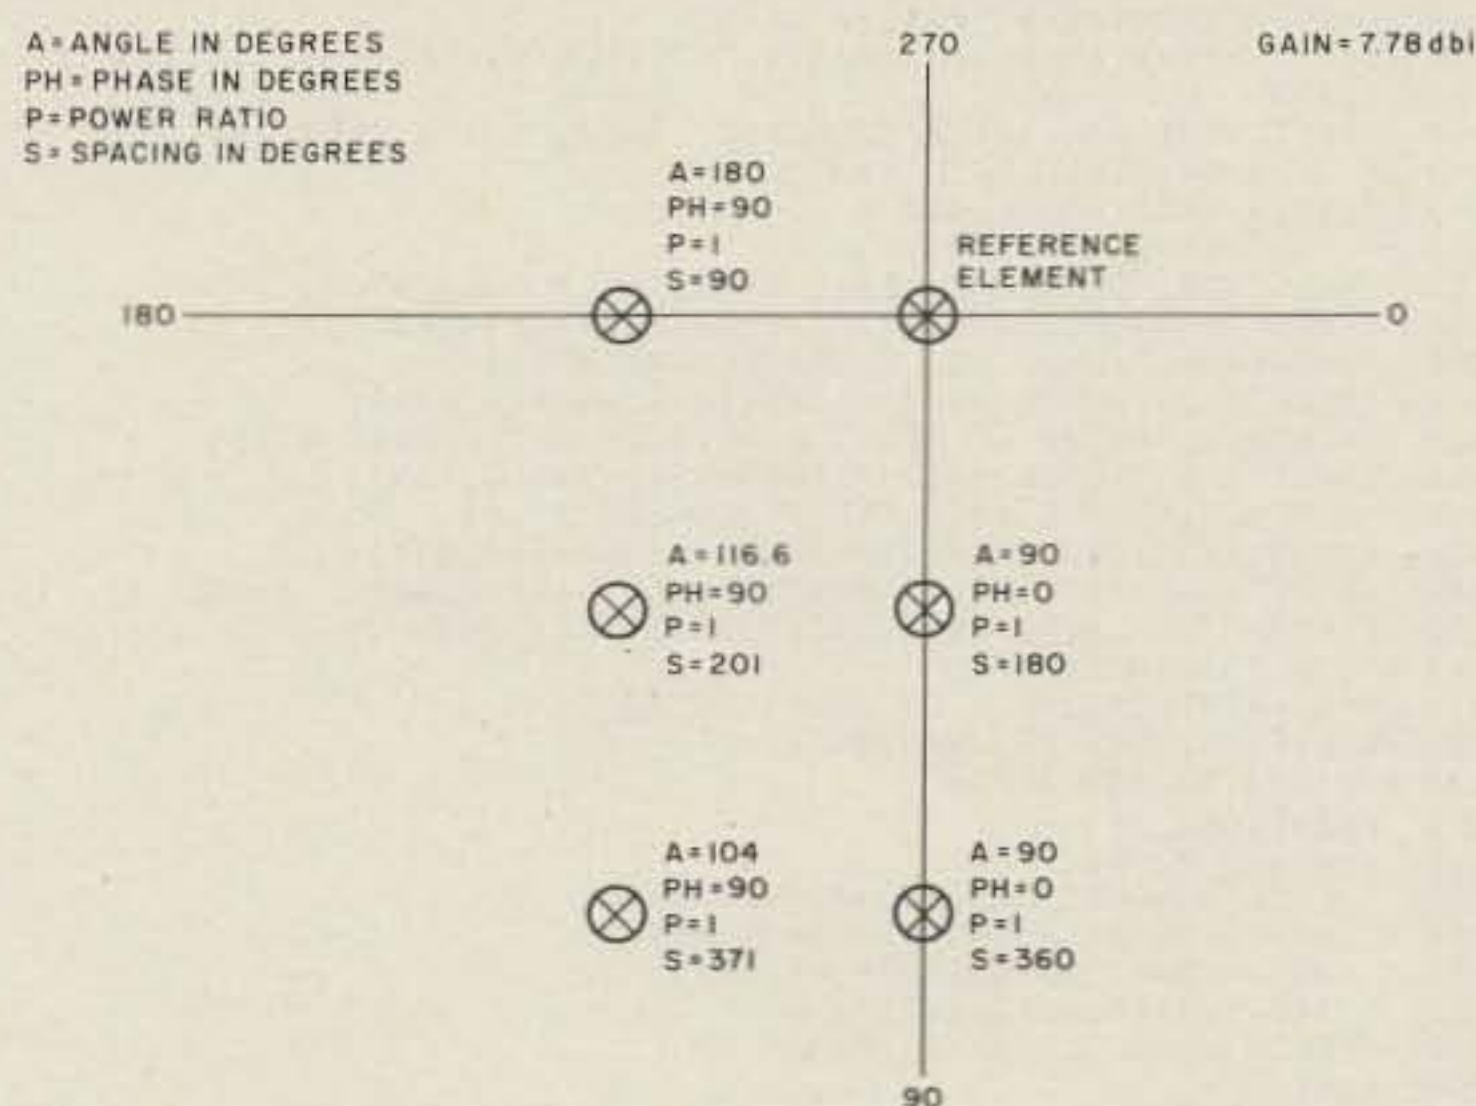 A=ANGLE IN DEGREES
PH=PHASE IN DEGREES
P=POWER RATIO
S=SPACING IN DEGREES
270
GAIN=7.78dbi
A=180
PH=90
P=1
S=90
REFERENCE
ELEMENT
180
0
A=116.6
PH=90
P=1
S=201
A=90
PH=0
P=1
S=180
A=104
PH=90
P=1
S=371
A=90
PH=0
P=1
S=360
90